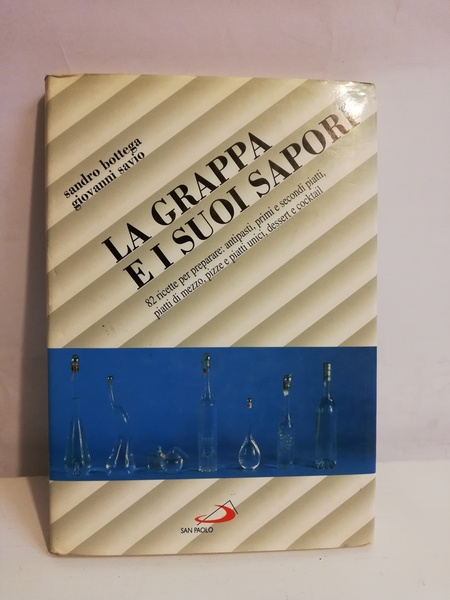 sandro bottega
giovanni savio
LA GRAPPA
E I SUOI SAPORI
82 ricette per preparare: antipasti, primi e secondi piatti,
piatti di mezzo, pizze e piatti unici, dessert e cocktail
SAN PAOLO